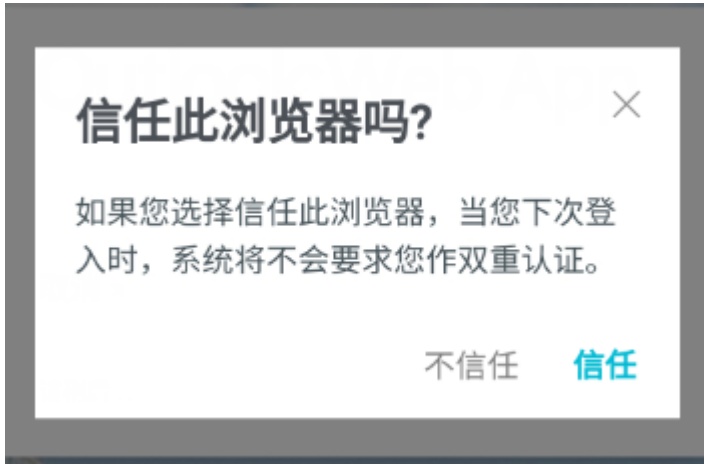 信任此浏览器吗?
如果您选择信任此浏览器，当您下次登
入时，系统将不会要求您作双重认证。
不信任 信任